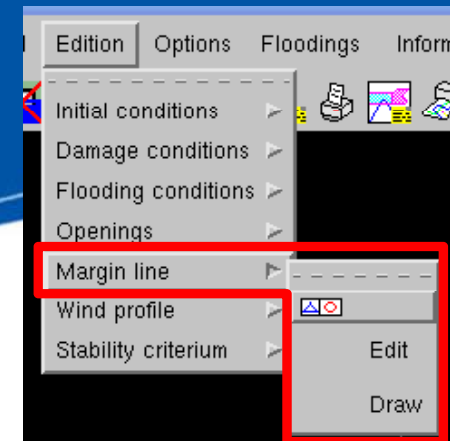 Edition Options Floodings Inform
Initial conditions
Damage conditions
Flooding conditions
Openings
Margin line
Wind profile
Stability criterium
Edit
Draw